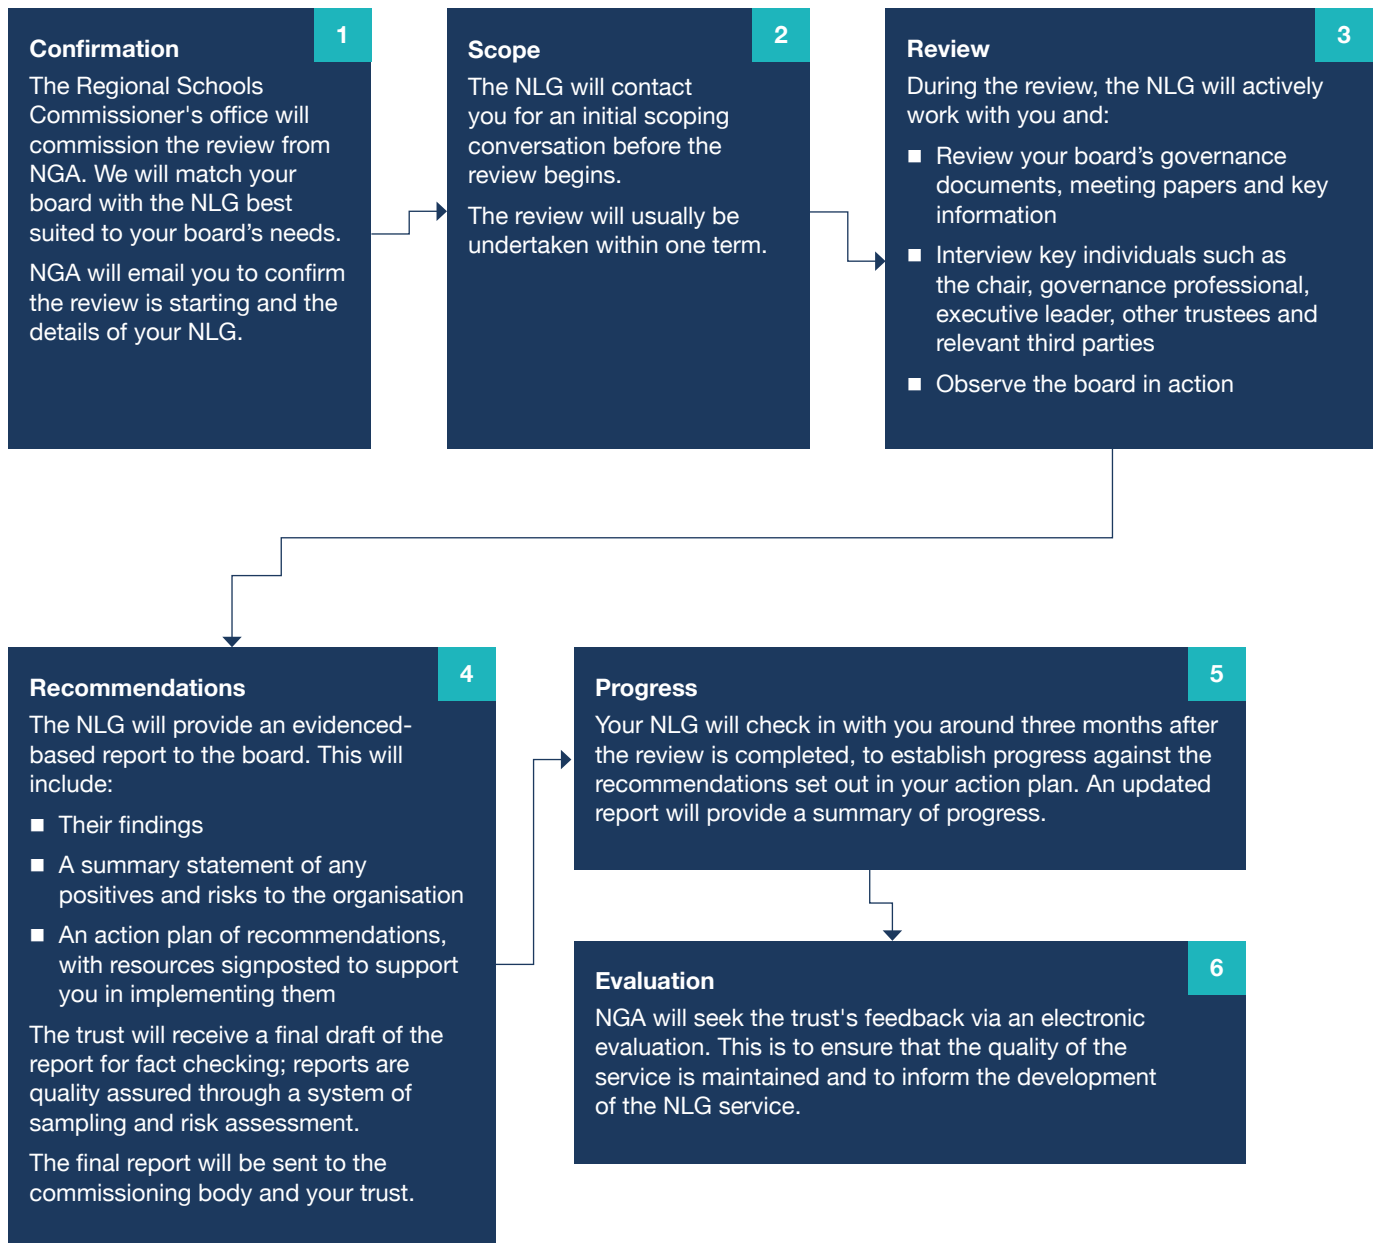 1
Confirmation
The Regional Schools
Commissioner's office will
commission the review from
NGA. We will match your
board with the NLG best
suited to your board’s needs.
NGA will email you to confirm
the review is starting and the
details of your NLG.
2
Scope
The NLG will contact
you for an initial scoping
conversation before the
review begins.
The review will usually be
undertaken within one term.
3
Review
During the review, the NLG will actively
work with you and:
■ Review your board’s governance
documents, meeting papers and key
information
■ Interview key individuals such as
the chair, governance professional,
executive leader, other trustees and
relevant third parties
■ Observe the board in action
4
Recommendations
The NLG will provide an evidenced-
based report to the board. This will
include:
■ Their findings
■ A summary statement of any
positives and risks to the organisation
■ An action plan of recommendations,
with resources signposted to support
you in implementing them
The trust will receive a final draft of the
report for fact checking; reports are
quality assured through a system of
sampling and risk assessment.
The final report will be sent to the
commissioning body and your trust.
5
Progress
Your NLG will check in with you around three months after
the review is completed, to establish progress against the
recommendations set out in your action plan. An updated
report will provide a summary of progress.
6
Evaluation
NGA will seek the trust's feedback via an electronic
evaluation. This is to ensure that the quality of the
service is maintained and to inform the development
of the NLG service.